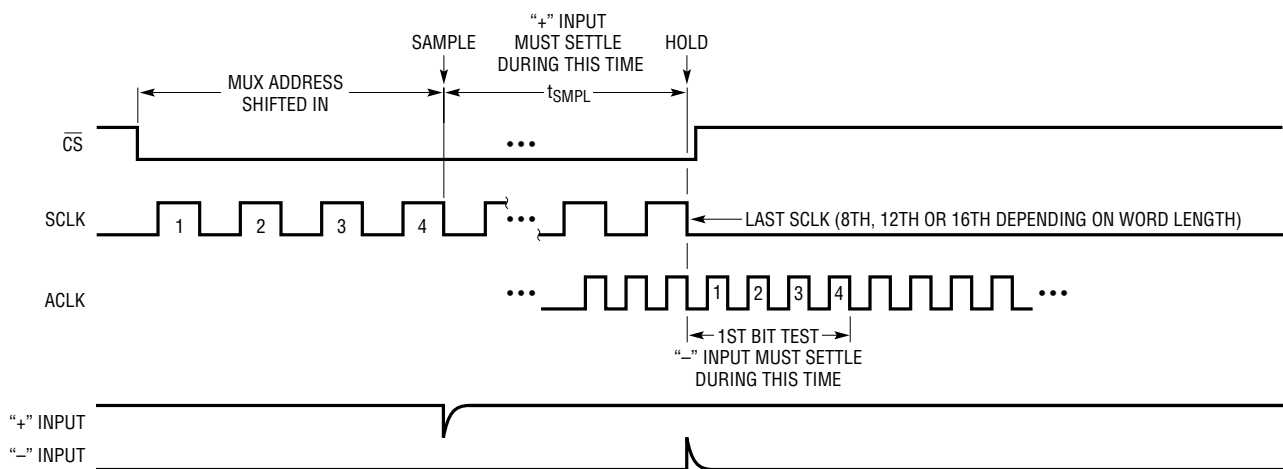 “+” INPUT
MUST SETTLE
DURING THIS TIME
SAMPLE
HOLD
MUX ADDRESS
SHIFTED IN
tSMPL
CS
•••
SCLK
1 2 3 4
•••
LAST SCLK (8TH, 12TH OR 16TH DEPENDING ON WORD LENGTH)
ACLK
•••
1 2 3 4
•••
1ST BIT TEST
“–” INPUT MUST SETTLE
DURING THIS TIME
“+” INPUT
“–” INPUT